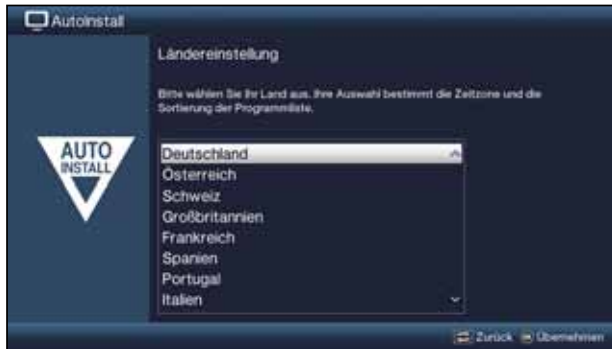 AutoInstall
Ländereinstellung
Bitte wählen Sie Ihr Land aus. Ihre Auswahl bestimmt die Zeitzone und die
Sortierung der Programmliste.
AUTO
INSTALL
Deutschland
Österreich
Schweiz
Großbritannien
Frankreich
Spanien
Portugal
Italien
Zurück Übernehmen